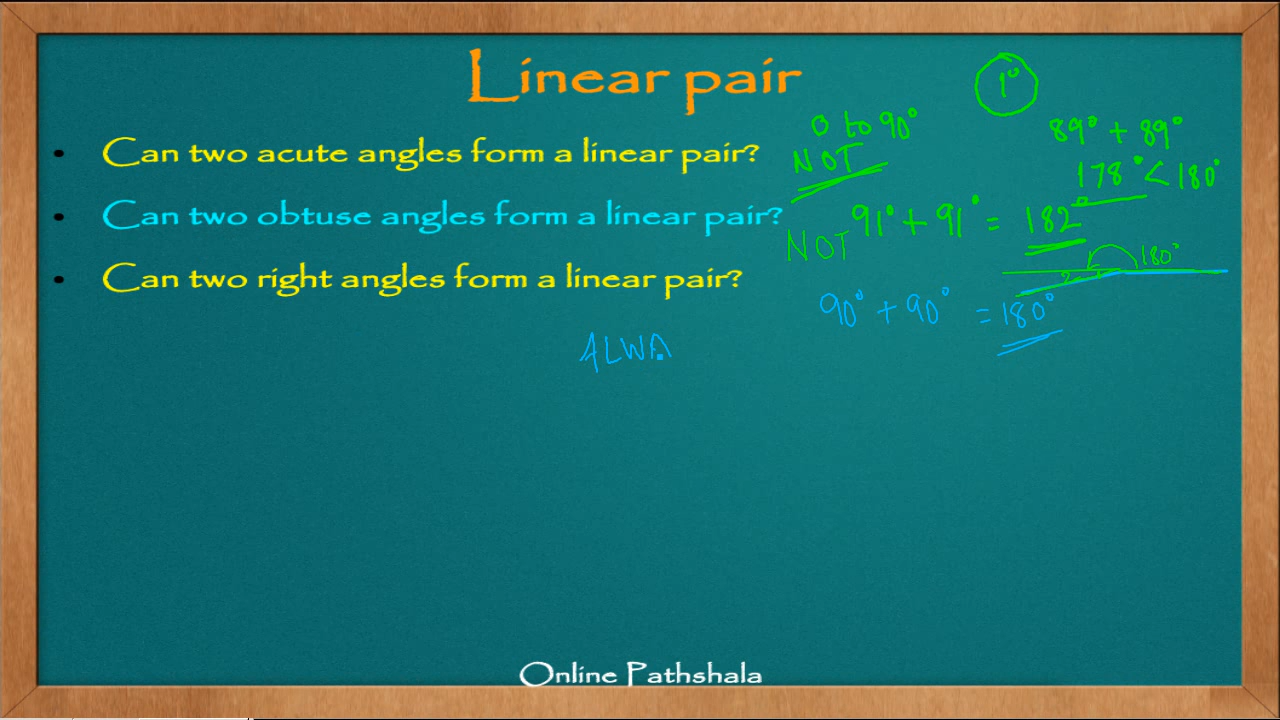 Linear pair
1°
Can two acute angles form a linear pair?
0 to 90°
NOT
89° + 89°
178° < 180°
Can two obtuse angles form a linear pair?
NOT
91° + 91° = 182°
180°
2
Can two right angles form a linear pair?
90° + 90° = 180°
ALWA
Online Pathshala